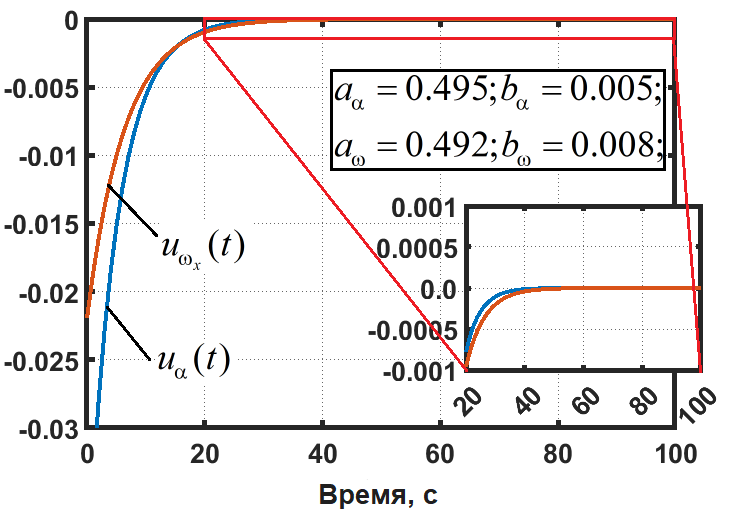 0
-0.005
-0.01
-0.015
-0.02
-0.025
-0.03
a_α = 0.495; b_α = 0.005;
a_ω = 0.492; b_ω = 0.008;
u_ωₓ(t)
u_α(t)
0.001
0.0005
0.0
-0.0005
-0.001
20 40 60 80 100
0 20 40 60 80 100
Время, с